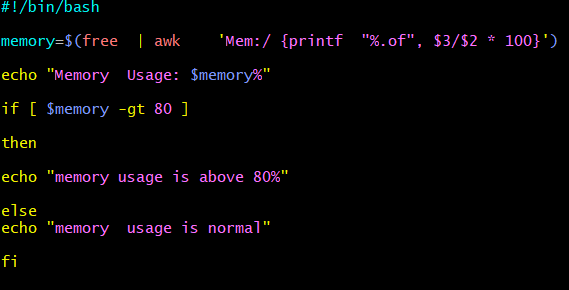 #!/bin/bash
memory=$(free  | awk    'Mem:/ {printf  "%.of", $3/$2 * 100}')
echo "Memory  Usage: $memory%"
if [ $memory -gt 80 ]
then
echo "memory usage is above 80%"
else
echo "memory  usage is normal"
fi